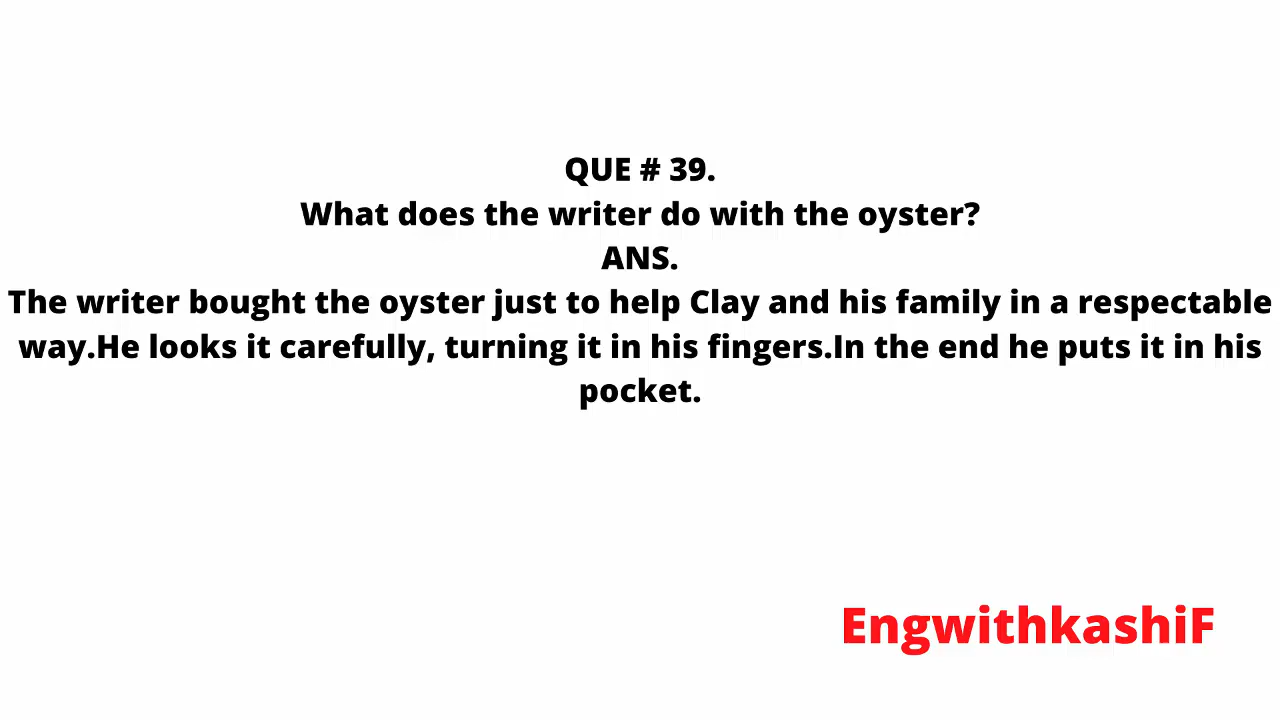 QUE # 39.
What does the writer do with the oyster?
ANS.
The writer bought the oyster just to help Clay and his family in a respectable
way.He looks it carefully, turning it in his fingers.In the end he puts it in his
pocket.
EngwithkashiF